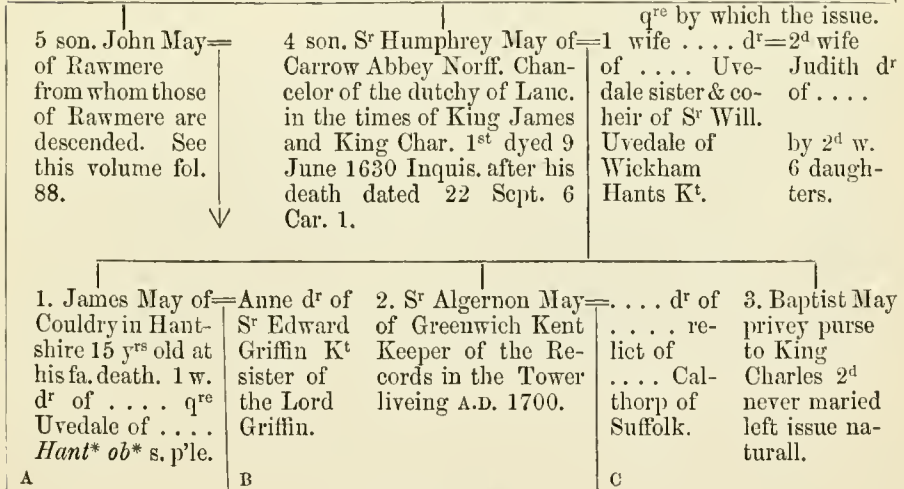 qʳᵉ by which the issue.
5 son. John May=
of Rawmere
from whom those
of Rawmere are
descended. See
this volume fol.
88.
4 son. Sʳ Humphrey May of=
Carrow Abbey Norff. Chan-
celor of the dutchy of Lanc.
in the times of King James
and King Char. 1ˢᵗ dyed 9
June 1630 Inquis. after his
death dated 22 Sept. 6
Car. 1.
1 wife .... dʳ=
of .... Uve-
dale sister & co-
heir of Sʳ Will.
Uvedale of
Wickham
Hants Kᵗ.
2ᵈ wife
Judith dʳ
of ....
by 2ᵈ w.
6 daugh-
ters.
1. James May of=
Couldry in Hant-
shire 15 yʳˢ old at
his fa. death. 1 w.
dʳ of .... qʳᵉ
Uvedale of ....
Hant* ob* s. p'le.
Anne dʳ of
Sʳ Edward
Griffin Kᵗ
sister of
the Lord
Griffin.
2. Sʳ Algernon May=
of Greenwich Kent
Keeper of the Re-
cords in the Tower
liveing A.D. 1700.
.... dʳ of
.... re-
lict of
.... Cal-
thorp of
Suffolk.
3. Baptist May
privey purse
to King
Charles 2ᵈ
never maried
left issue na-
turall.
A
B
C